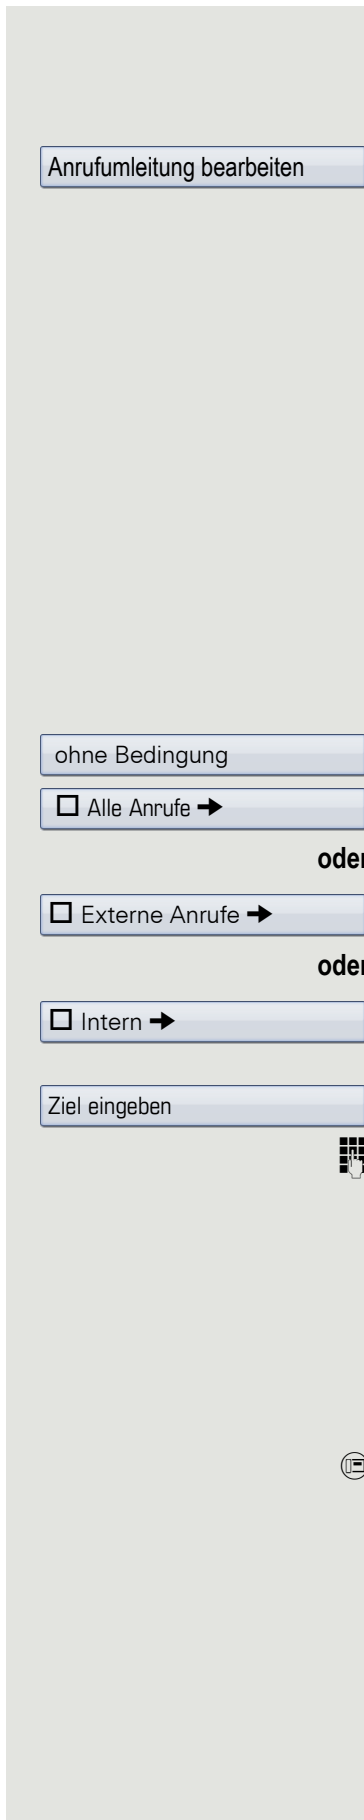 Anrufumleitung bearbeiten
ohne Bedingung
☐ Alle Anrufe ➔
oder
☐ Externe Anrufe ➔
oder
☐ Intern ➔
Ziel eingeben